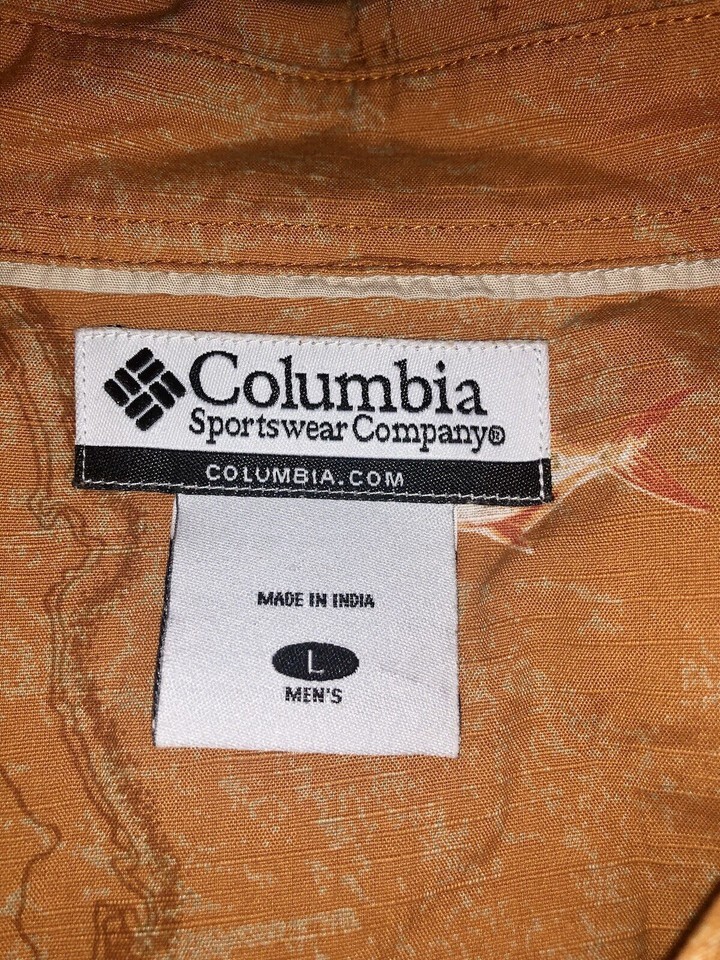 Columbia
Sportswear Company®
COLUMBIA.COM
MADE IN INDIA
L
MEN'S